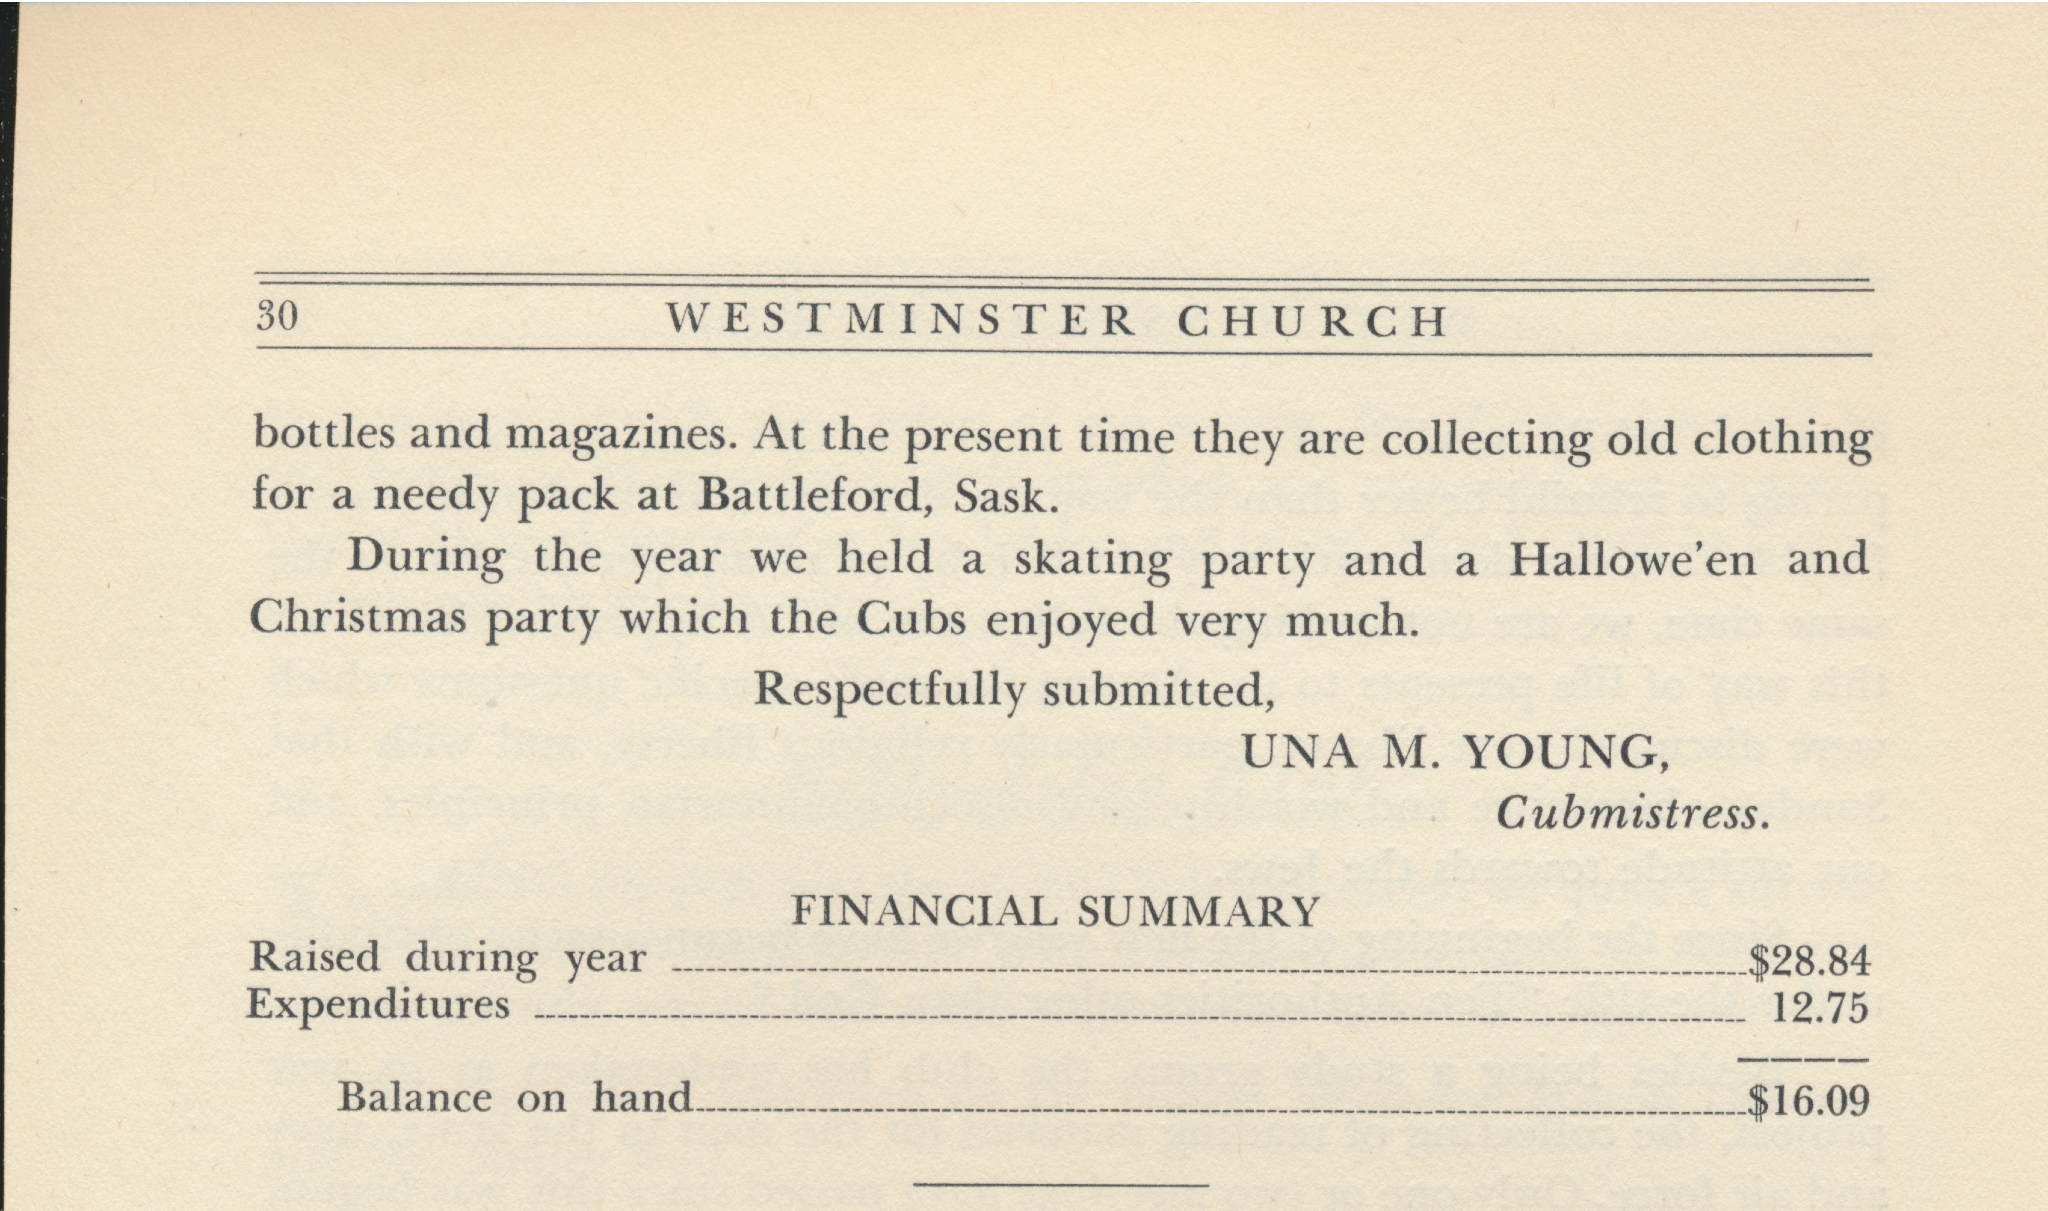 30 WESTMINSTER CHURCH
bottles and magazines. At the present time they are collecting old clothing
for a needy pack at Battleford, Sask.
During the year we held a skating party and a Hallowe'en and
Christmas party which the Cubs enjoyed very much.
Respectfully submitted,
UNA M. YOUNG,
Cubmistress.
FINANCIAL SUMMARY
Raised during year $28.84
Expenditures 12.75
Balance on hand $16.09